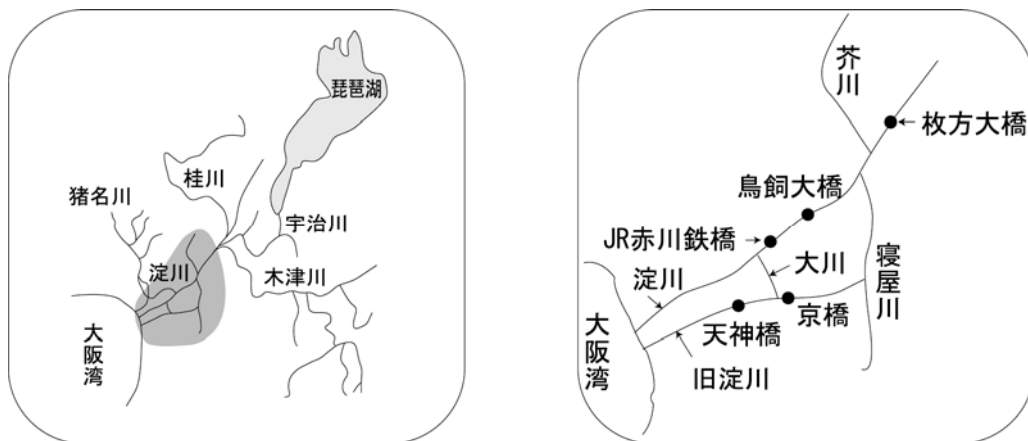 琵琶湖
桂川
猪名川
宇治川
淀川
木津川
大阪湾
芥川
枚方大橋
鳥飼大橋
JR赤川鉄橋
大川
寝屋川
淀川
京橋
天神橋
大阪湾
旧淀川